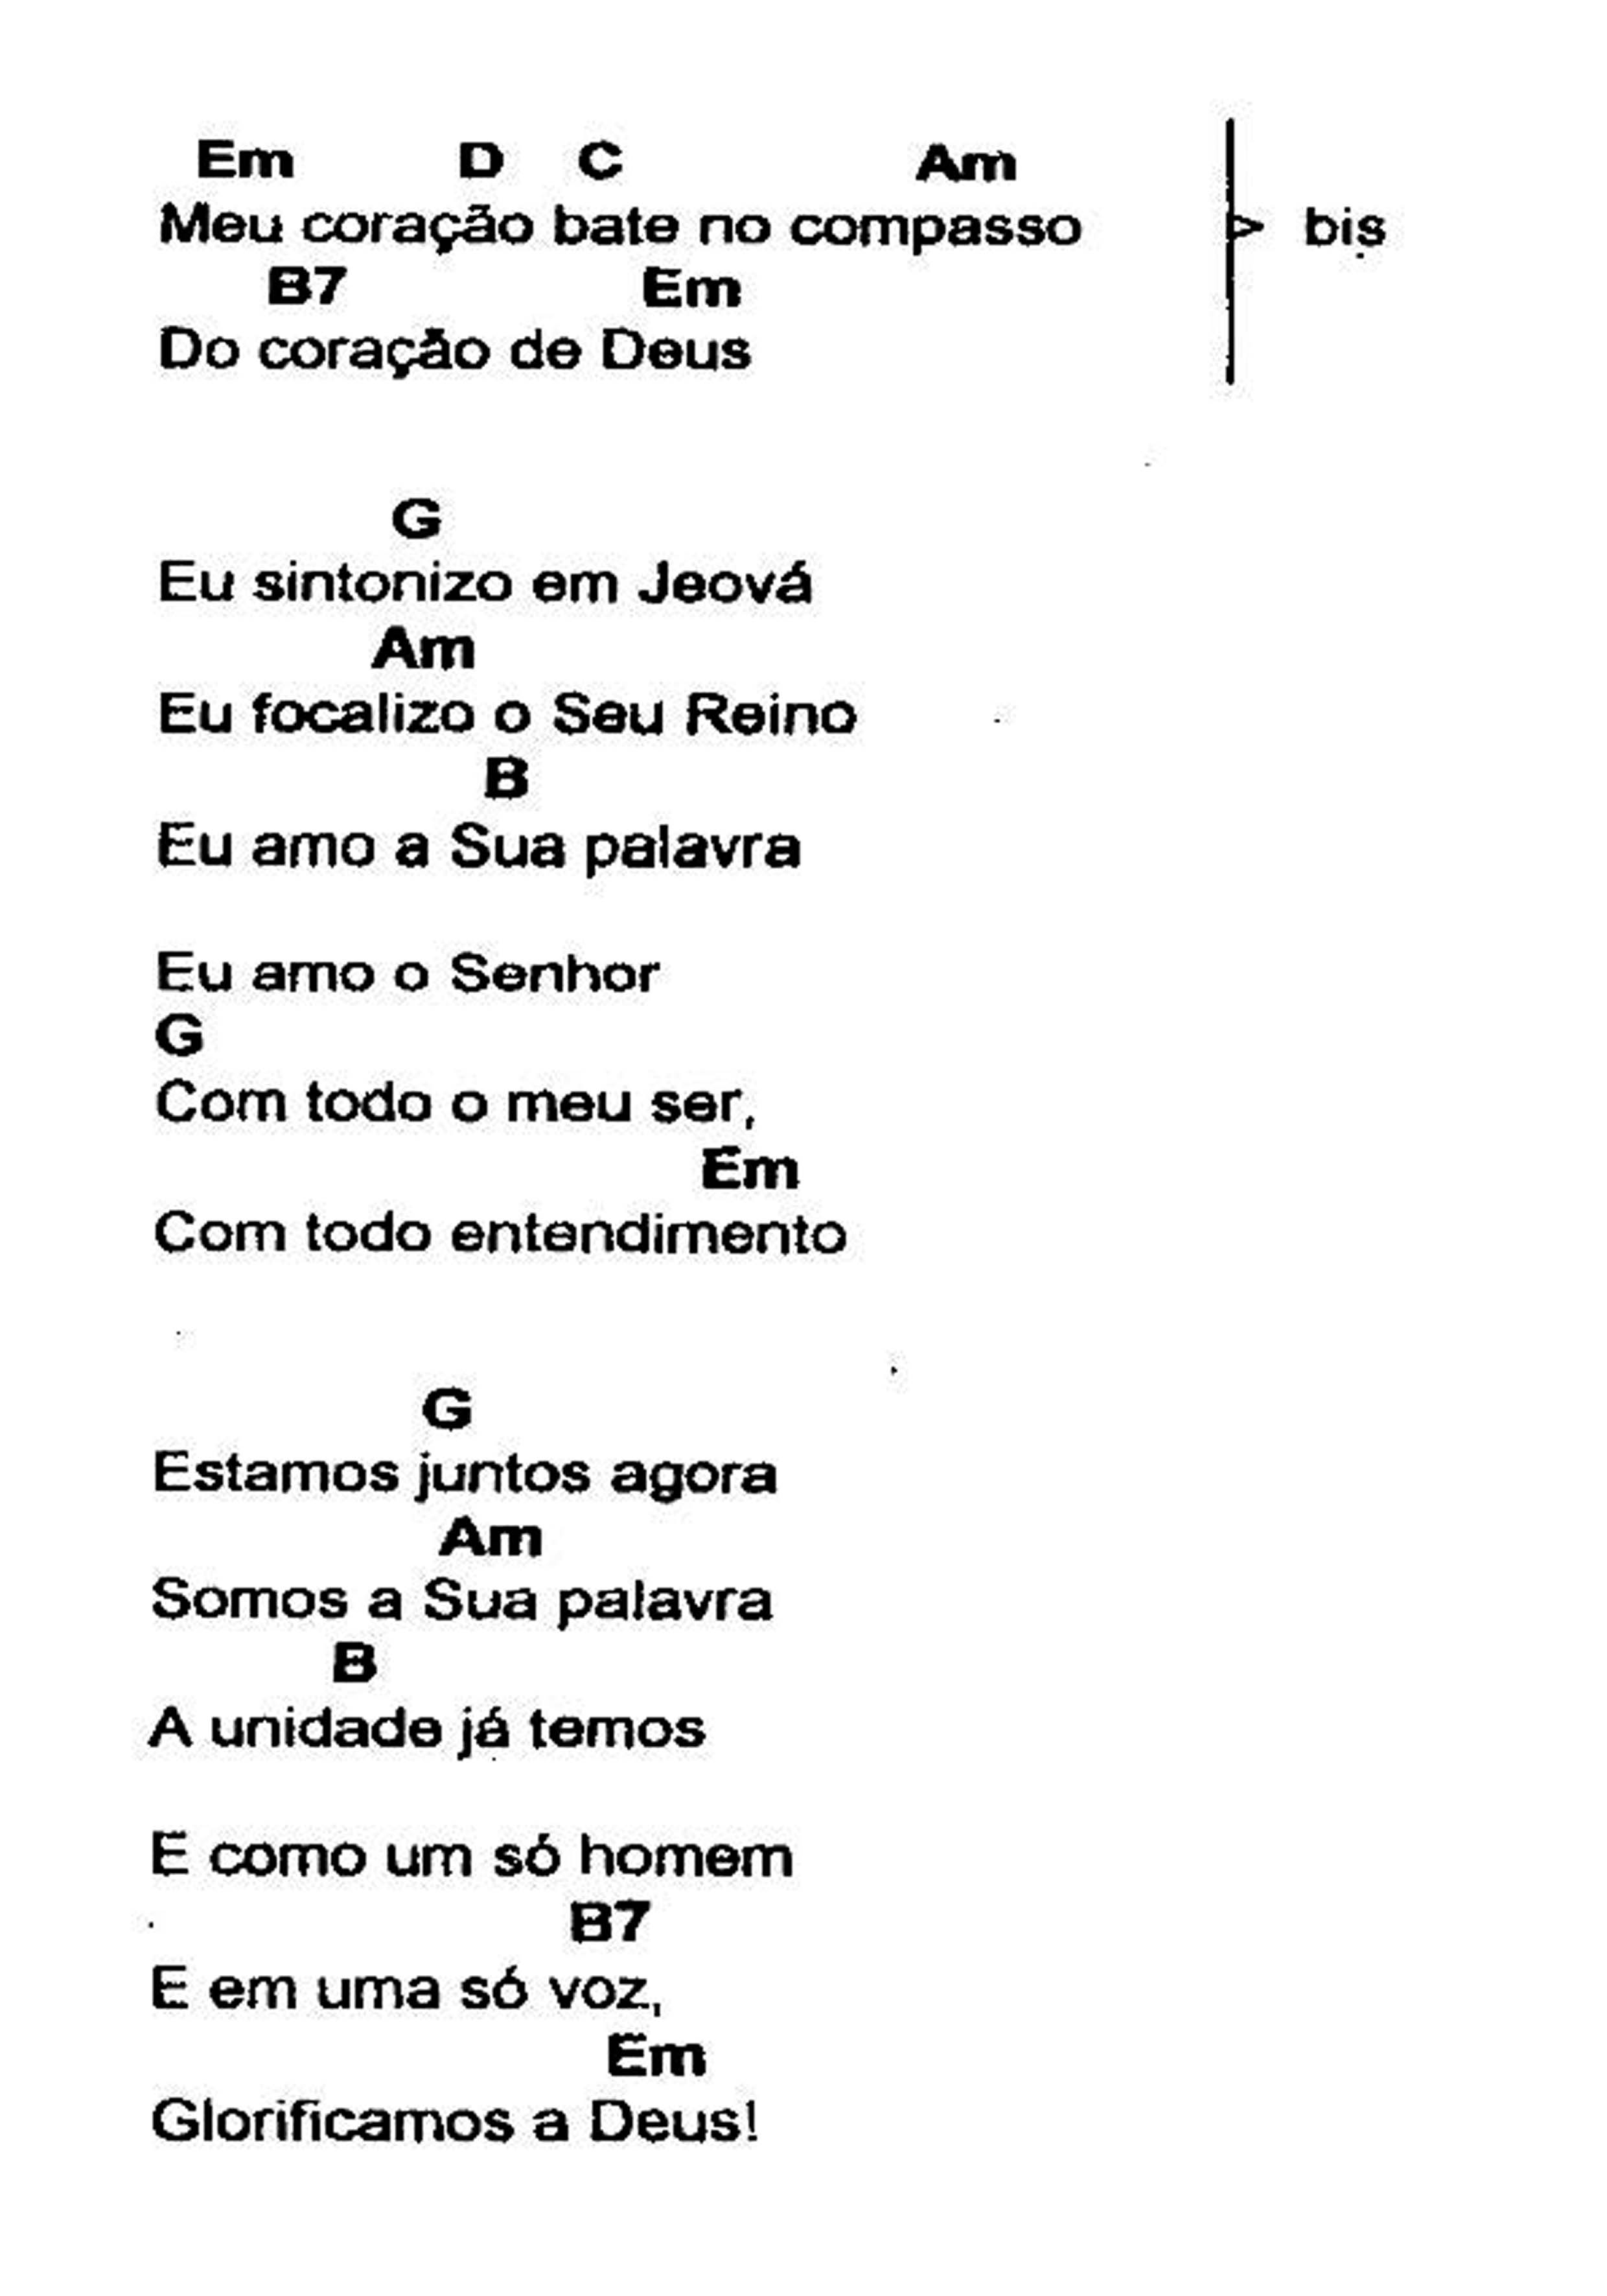 Em D C Am
Meu coração bate no compasso > bis
B7 Em
Do coração de Deus
G
Eu sintonizo em Jeová
Am
Eu focalizo o Seu Reino
B
Eu amo a Sua palavra
Eu amo o Senhor
G
Com todo o meu ser,
Em
Com todo entendimento
G
Estamos juntos agora
Am
Somos a Sua palavra
B
A unidade já temos
E como um só homem
B7
E em uma só voz,
Em
Glorificamos a Deus!